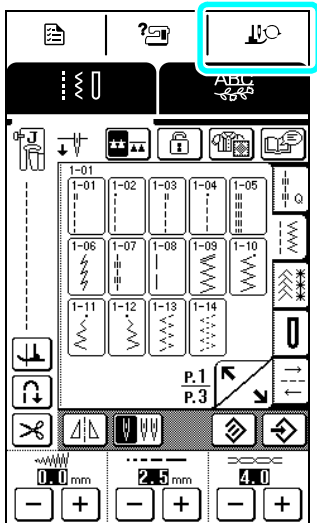 ?
ABC
J
1-01
1-01 1-02 1-03 1-04 1-05
Q
1-06 1-07 1-08 1-09 1-10
1-11 1-12 1-13 1-14
P.1
P.3
0.0 mm 2.5 mm 4.0
− + − + − +